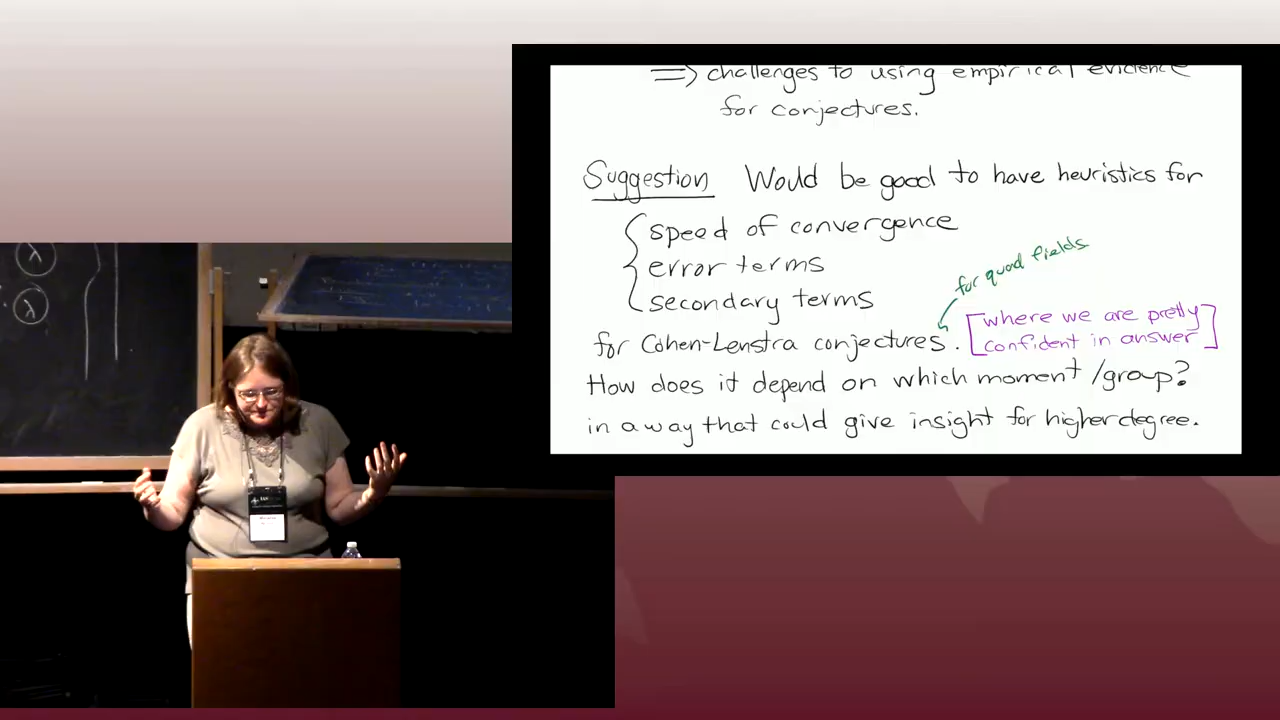 ⇒ challenges to using empirical evidence
for conjectures.
Suggestion Would be good to have heuristics for
speed of convergence
error terms
secondary terms
for quad fields
for Cohen-Lenstra conjectures. [where we are pretty
confident in answer]
How does it depend on which moment/group?
in a way that could give insight for higher degree.
λ
λ